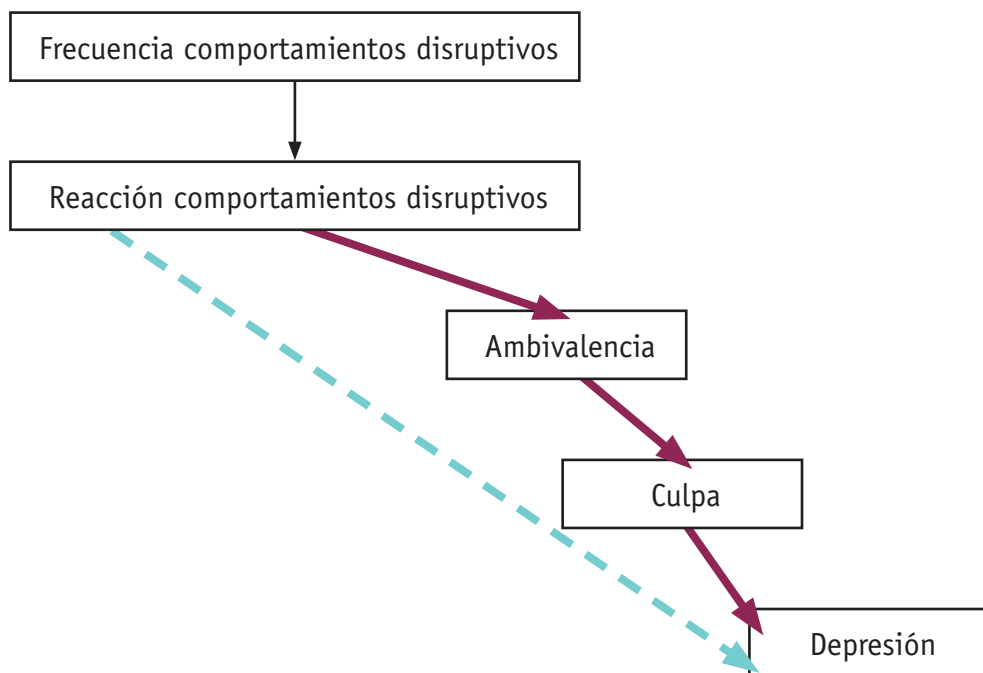 Frecuencia comportamientos disruptivos
Reacción comportamientos disruptivos
Ambivalencia
Culpa
Depresión